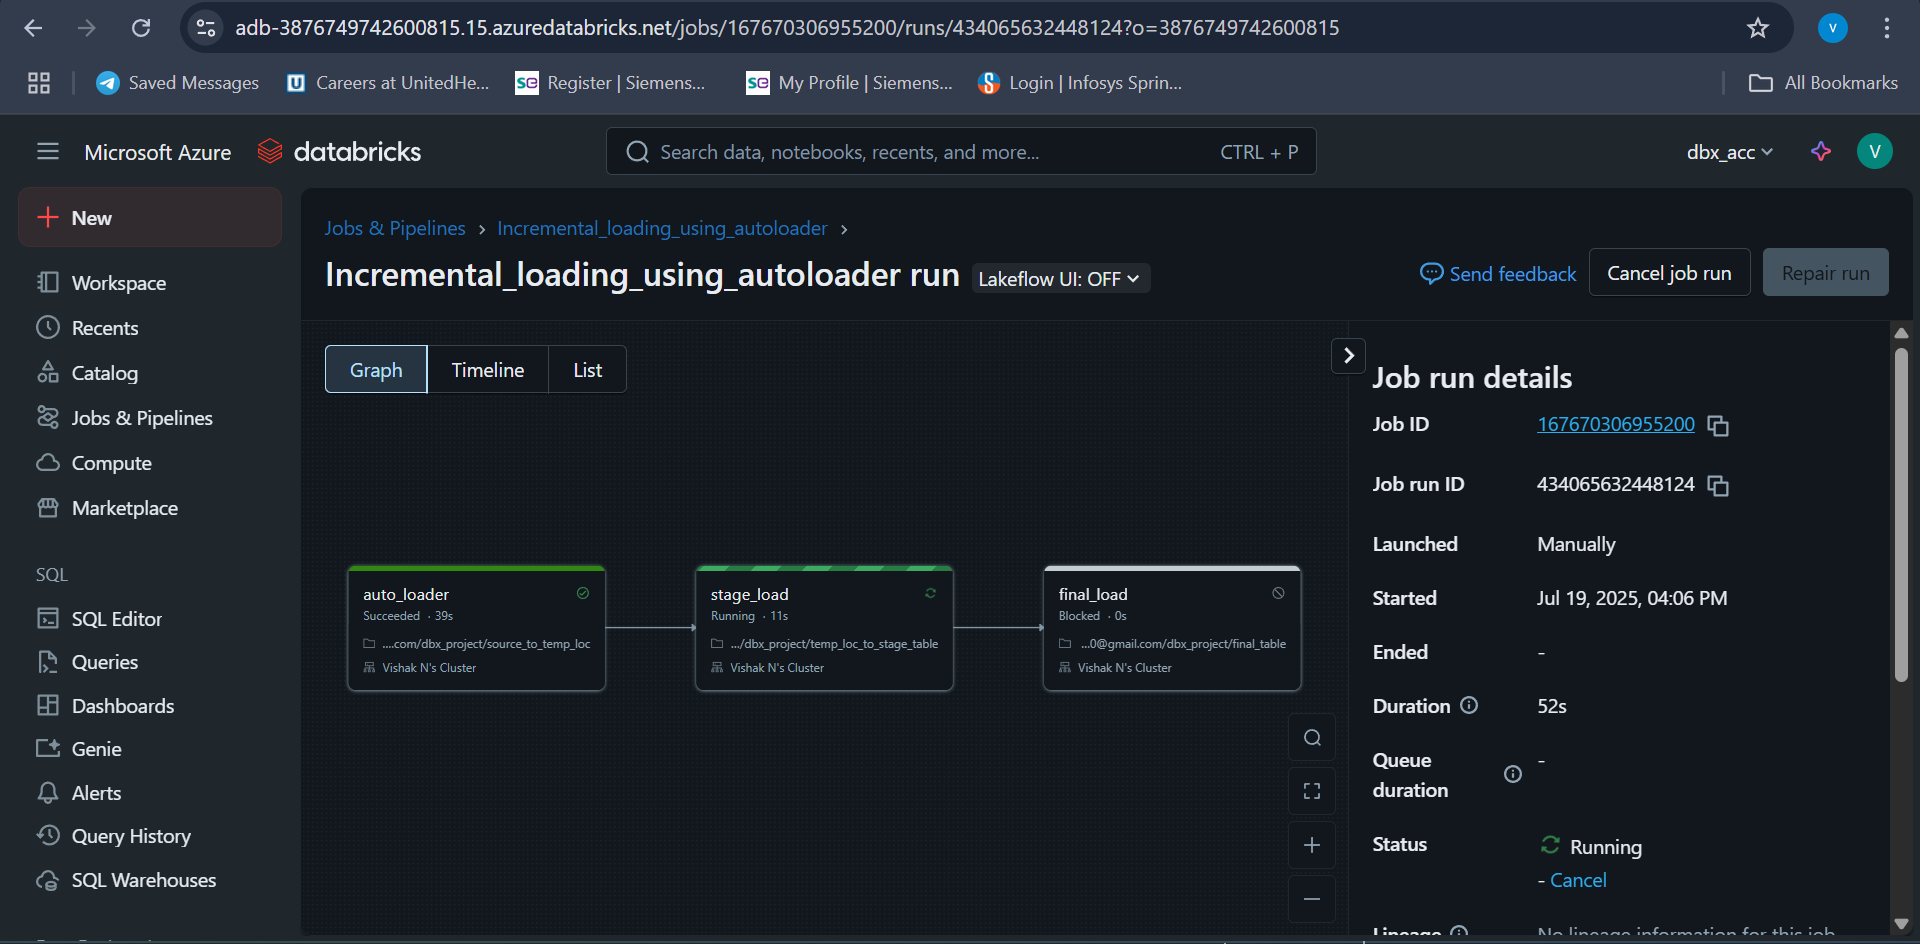 adb-3876749742600815.15.azuredatabricks.net/jobs/167670306955200/runs/434065632448124?o=3876749742600815
V
Saved Messages
Careers at UnitedHe...
Register | Siemens...
My Profile | Siemens...
Login | Infosys Sprin...
All Bookmarks
Microsoft Azure
databricks
Search data, notebooks, recents, and more...
CTRL + P
dbx_acc
V
New
Workspace
Recents
Catalog
Jobs & Pipelines
Compute
Marketplace
SQL
SQL Editor
Queries
Dashboards
Genie
Alerts
Query History
SQL Warehouses
Jobs & Pipelines › Incremental_loading_using_autoloader ›
Incremental_loading_using_autoloader run
Lakeflow UI: OFF
Send feedback
Cancel job run
Repair run
Graph
Timeline
List
auto_loader
Succeeded · 39s
....com/dbx_project/source_to_temp_loc
Vishak N's Cluster
stage_load
Running · 11s
.../dbx_project/temp_loc_to_stage_table
Vishak N's Cluster
final_load
Blocked · 0s
...0@gmail.com/dbx_project/final_table
Vishak N's Cluster
Job run details
Job ID 167670306955200
Job run ID 434065632448124
Launched Manually
Started Jul 19, 2025, 04:06 PM
Ended -
Duration 52s
Queue duration -
Status Running
- Cancel
Lineage No lineage information for this job